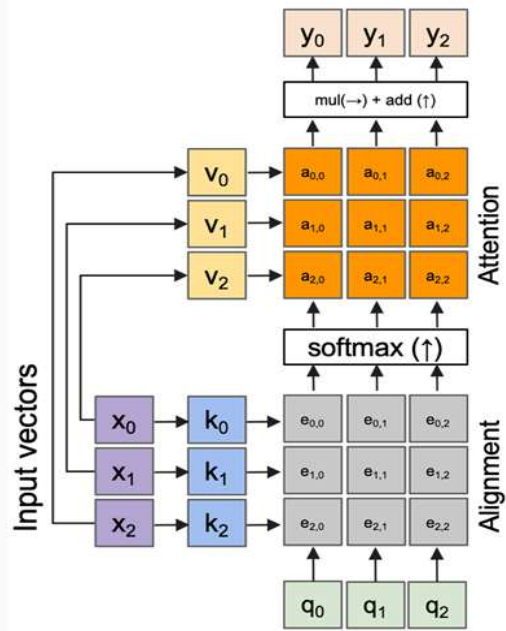 y₀ y₁ y₂
mul(→) + add (↑)
v₀ a₀,₀ a₀,₁ a₀,₂
v₁ a₁,₀ a₁,₁ a₁,₂
v₂ a₂,₀ a₂,₁ a₂,₂
Attention
softmax (↑)
Input vectors
x₀ k₀ e₀,₀ e₀,₁ e₀,₂
x₁ k₁ e₁,₀ e₁,₁ e₁,₂
x₂ k₂ e₂,₀ e₂,₁ e₂,₂
Alignment
q₀ q₁ q₂